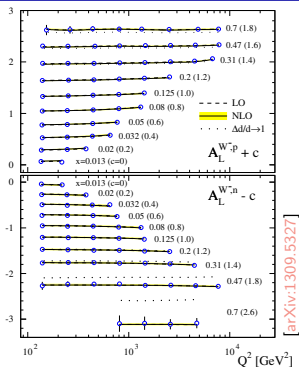 3
2
1
0
0.7 (1.8)
0.47 (1.6)
0.31 (1.4)
0.2 (1.2)
0.125 (1.0)
0.08 (0.8)
0.05 (0.6)
0.032 (0.4)
0.02 (0.2)
x=0.013 (c=0)
LO
NLO
Δd/d→1
A_L^{W⁻,p} + c
0
-1
-2
-3
x=0.013 (c=0)
0.02 (0.2)
0.032 (0.4)
0.05 (0.6)
0.08 (0.8)
0.125 (1.0)
0.2 (1.2)
0.31 (1.4)
0.47 (1.8)
0.7 (2.6)
A_L^{W⁻,n} - c
10² 10³ 10⁴
Q² [GeV²]
[arXiv:1309.5327]